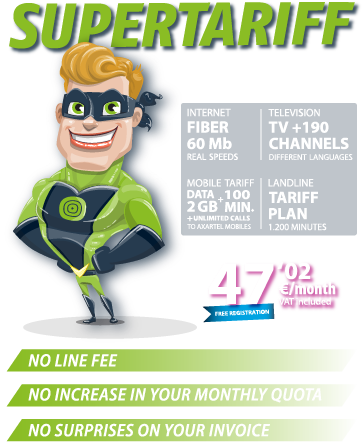 SUPERTARIFF
INTERNET
FIBER
60 Mb
REAL SPEEDS
TELEVISION
TV +190
CHANNELS
DIFFERENT LANGUAGES
MOBILE TARIFF
DATA + 100
2 GB MIN.
+ UNLIMITED CALLS
TO AXARTEL MOBILES
LANDLINE
TARIFF
PLAN
1.200 MINUTES
47'02
€/month
VAT included
FREE REGISTRATION
NO LINE FEE
NO INCREASE IN YOUR MONTHLY QUOTA
NO SURPRISES ON YOUR INVOICE